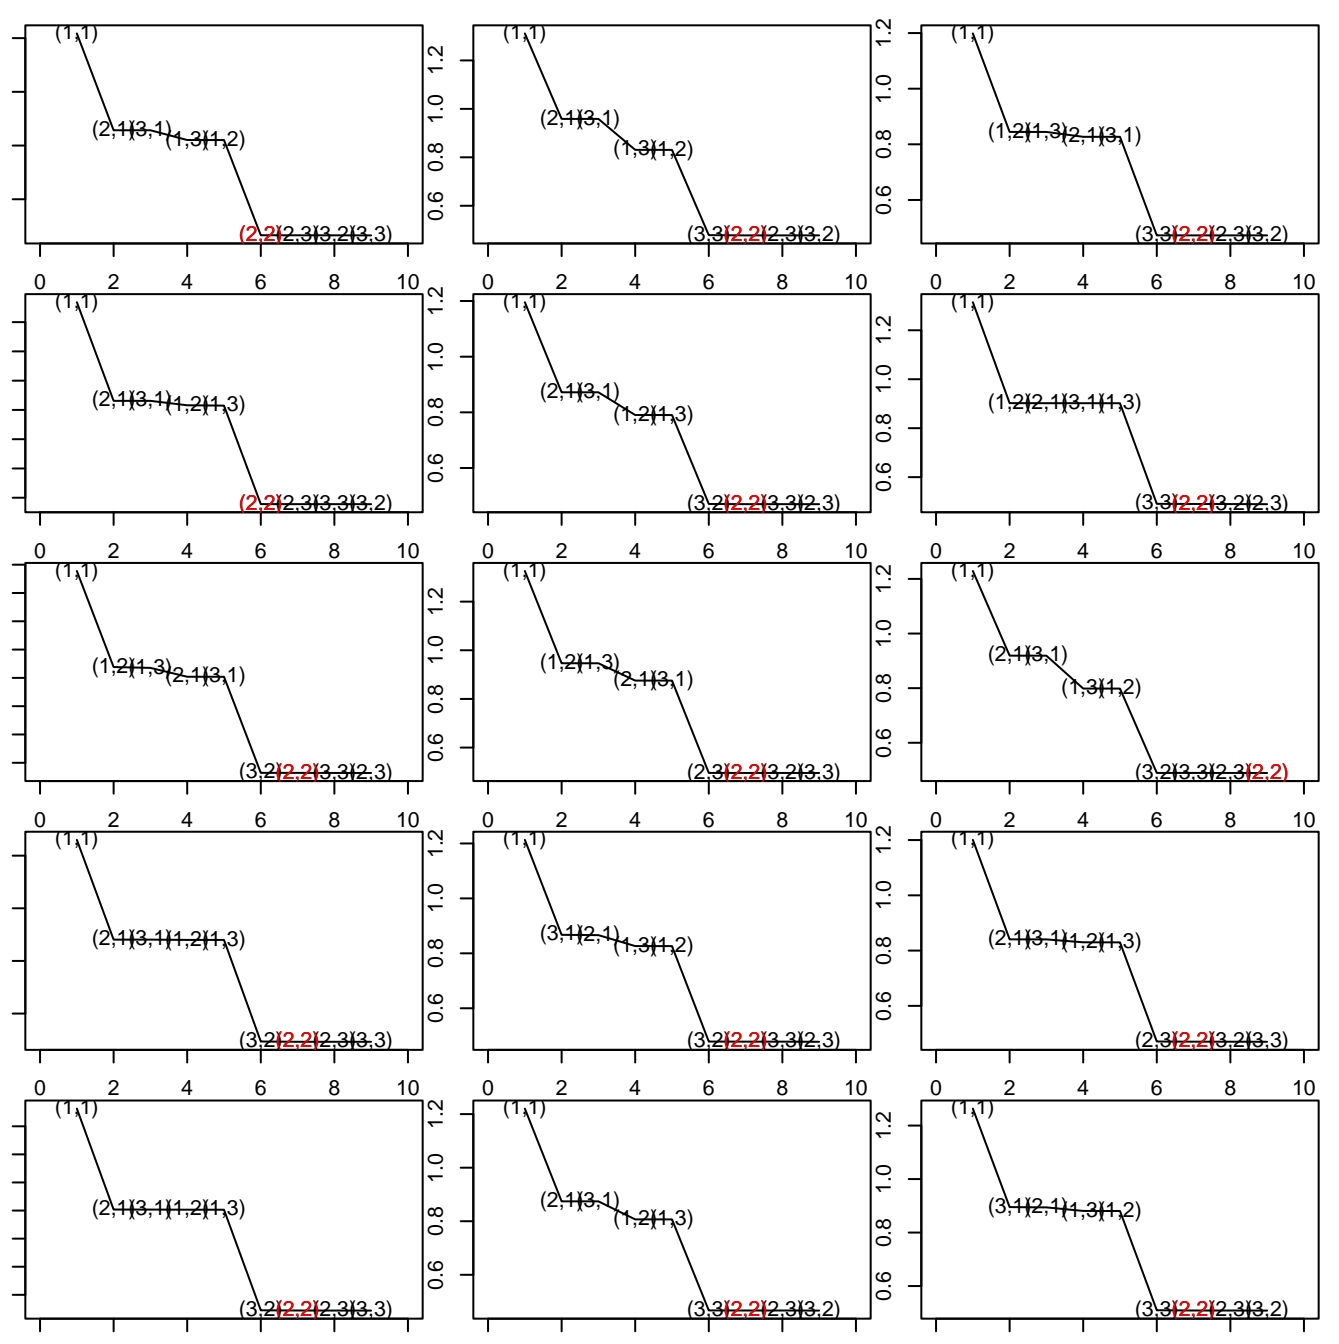 (1,1) (2,1) (3,1) (1,3) (1,2) (2,2) (2,3) (3,2) (3,3)
0.6 0.8 1.0 1.2
(1,1) (2,1) (3,1) (1,3) (1,2) (3,3) (2,2) (2,3) (3,2)
0.6 0.8 1.0 1.2
(1,1) (1,2) (1,3) (2,1) (3,1) (3,3) (2,2) (2,3) (3,2)
0 2 4 6 8 10
0 2 4 6 8 10
0 2 4 6 8 10
(1,1) (2,1) (3,1) (1,2) (1,3) (2,2) (2,3) (3,3) (3,2)
0.6 0.8 1.0 1.2
(1,1) (2,1) (3,1) (1,2) (1,3) (3,2) (2,2) (3,3) (2,3)
0.6 0.8 1.0 1.2
(1,1) (1,2) (2,1) (3,1) (1,3) (3,3) (2,2) (3,2) (2,3)
0 2 4 6 8 10
0 2 4 6 8 10
0 2 4 6 8 10
(1,1) (1,2) (1,3) (2,1) (3,1) (3,2) (2,2) (3,3) (2,3)
0.6 0.8 1.0 1.2
(1,1) (1,2) (1,3) (2,1) (3,1) (2,3) (2,2) (3,2) (3,3)
0.6 0.8 1.0 1.2
(1,1) (2,1) (3,1) (1,3) (1,2) (3,2) (3,3) (2,3) (2,2)
0 2 4 6 8 10
0 2 4 6 8 10
0 2 4 6 8 10
(1,1) (2,1) (3,1) (1,2) (1,3) (3,2) (2,2) (2,3) (3,3)
0.6 0.8 1.0 1.2
(1,1) (3,1) (2,1) (1,3) (1,2) (3,2) (2,2) (3,3) (2,3)
0.6 0.8 1.0 1.2
(1,1) (2,1) (3,1) (1,2) (1,3) (2,3) (2,2) (3,2) (3,3)
0 2 4 6 8 10
0 2 4 6 8 10
0 2 4 6 8 10
(1,1) (2,1) (3,1) (1,2) (1,3) (3,2) (2,2) (2,3) (3,3)
0.6 0.8 1.0 1.2
(1,1) (2,1) (3,1) (1,2) (1,3) (3,3) (2,2) (2,3) (3,2)
0.6 0.8 1.0 1.2
(1,1) (3,1) (2,1) (1,3) (1,2) (3,3) (2,2) (2,3) (3,2)